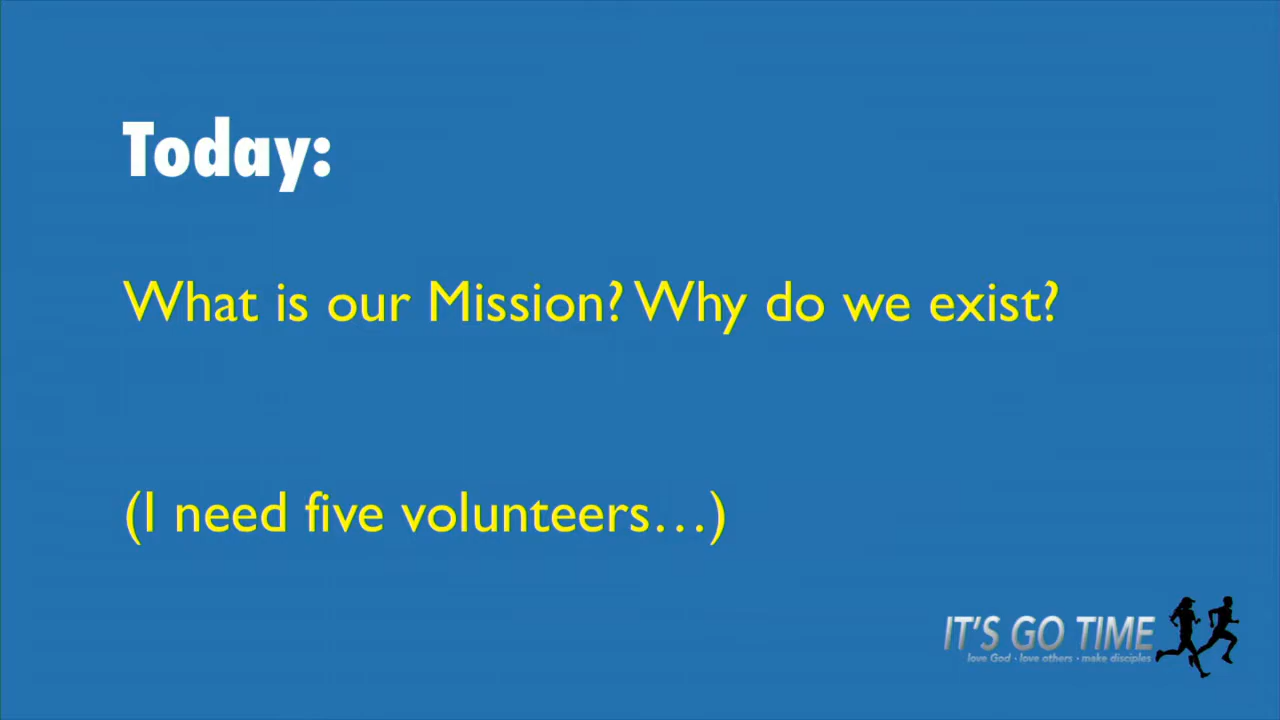 Today:
What is our Mission? Why do we exist?
(I need five volunteers…)
IT'S GO TIME
love God · love others · make disciples